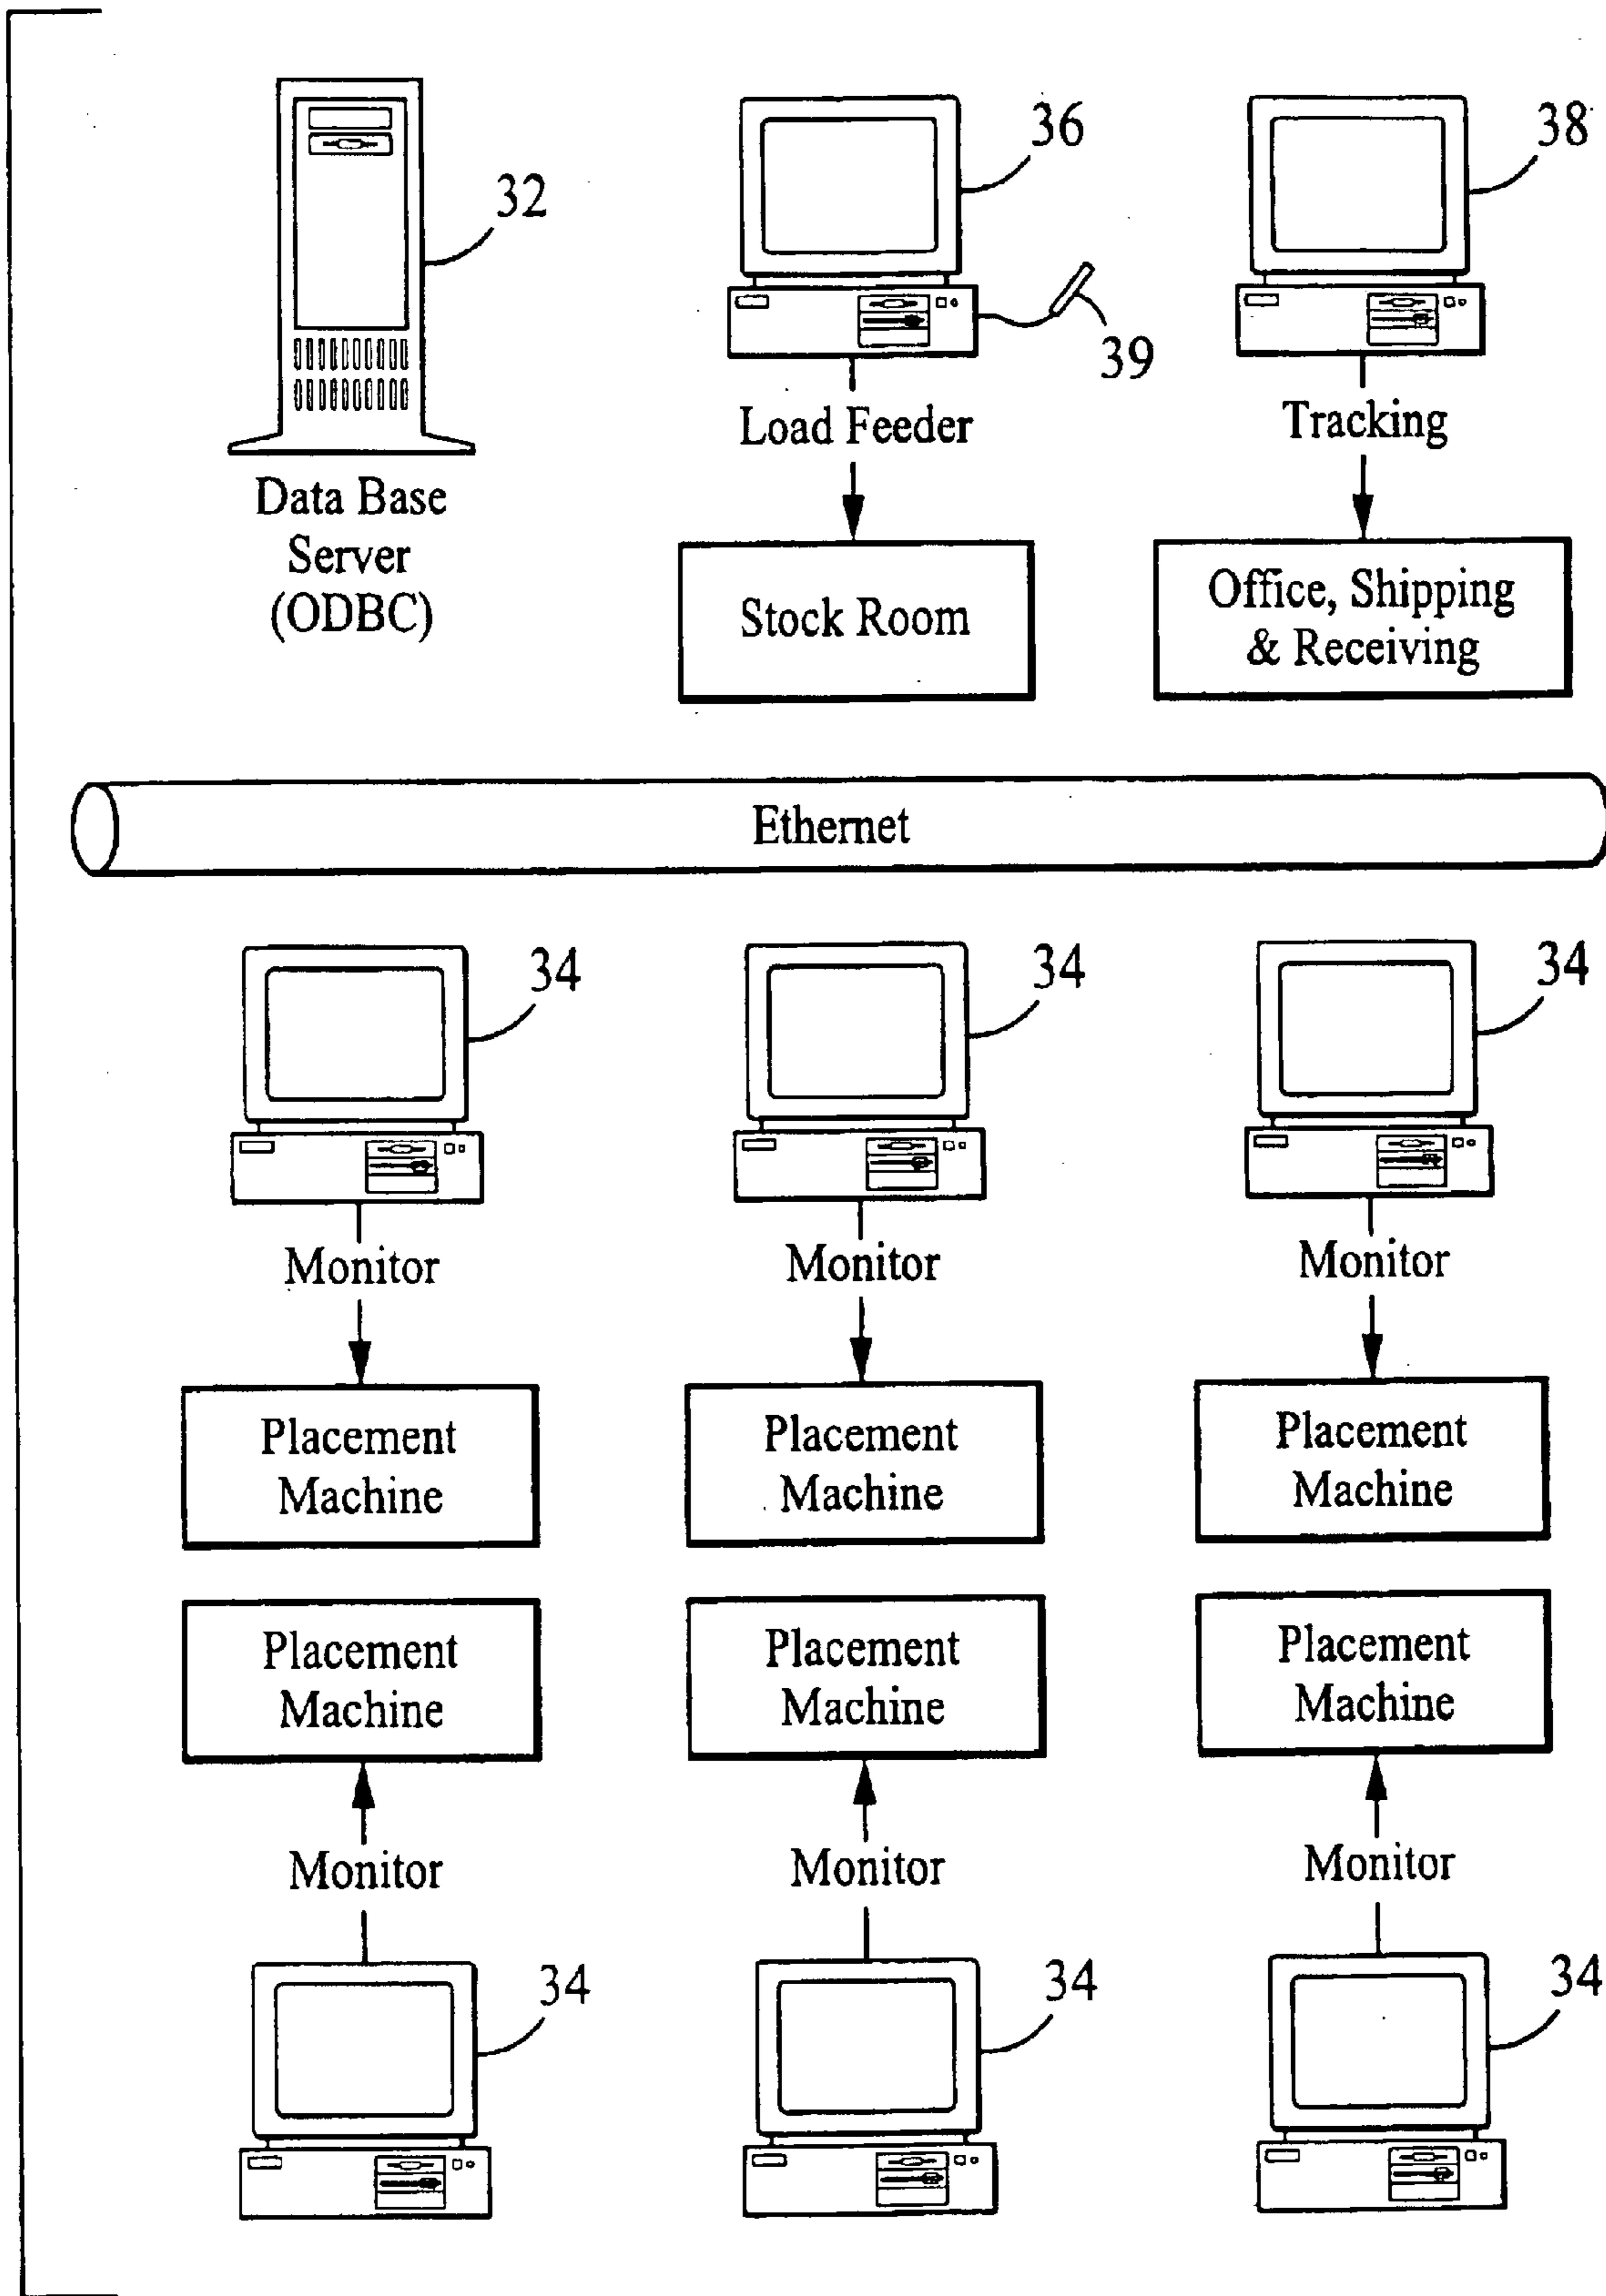 32
36
38
39
Data Base
Server
(ODBC)
Load Feeder
Tracking
Stock Room
Office, Shipping
& Receiving
Ethernet
34
34
34
Monitor
Monitor
Monitor
Placement
Machine
Placement
Machine
Placement
Machine
Placement
Machine
Placement
Machine
Placement
Machine
Monitor
Monitor
Monitor
34
34
34